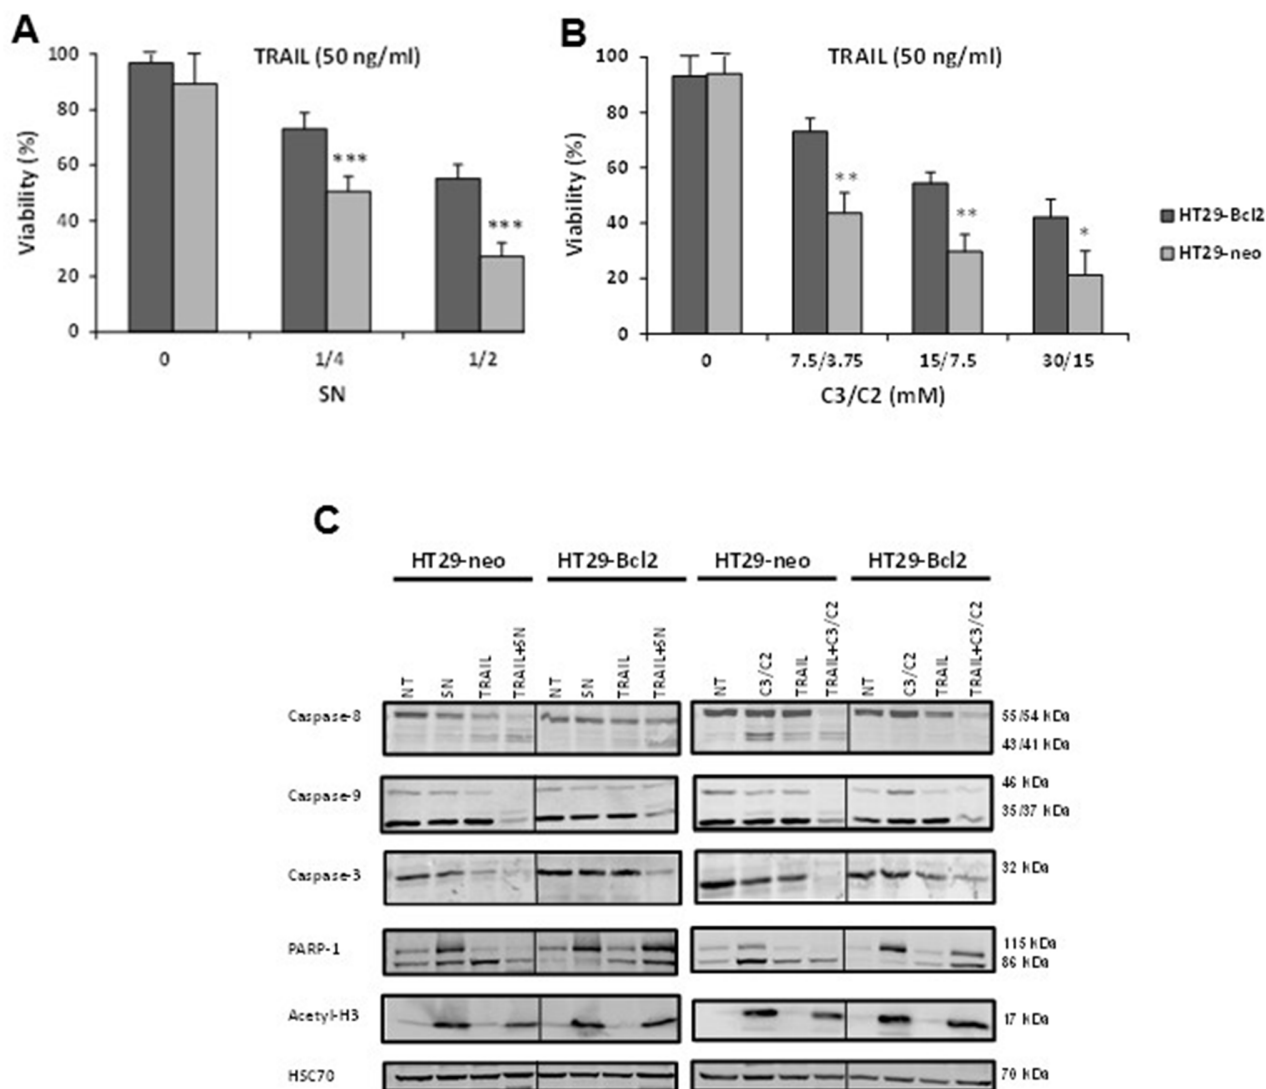 A
TRAIL (50 ng/ml)
Viability (%)
100
80
60
40
20
0
***
***
0 1/4 1/2
SN
B
TRAIL (50 ng/ml)
Viability (%)
100
80
60
40
20
0
**
**
*
0 7.5/3.75 15/7.5 30/15
C3/C2 (mM)
HT29-Bcl2
HT29-neo
C
HT29-neo HT29-Bcl2 HT29-neo HT29-Bcl2
NT SN TRAIL TRAIL+SN NT SN TRAIL TRAIL+SN NT C3/C2 TRAIL TRAIL+C3/C2 NT C3/C2 TRAIL TRAIL+C3/C2
Caspase-8 55/54 KDa
43/41 KDa
Caspase-9 46 KDa
35/37 KDa
Caspase-3 32 KDa
PARP-1 115 KDa
86 KDa
Acetyl-H3 17 KDa
HSC70 70 KDa